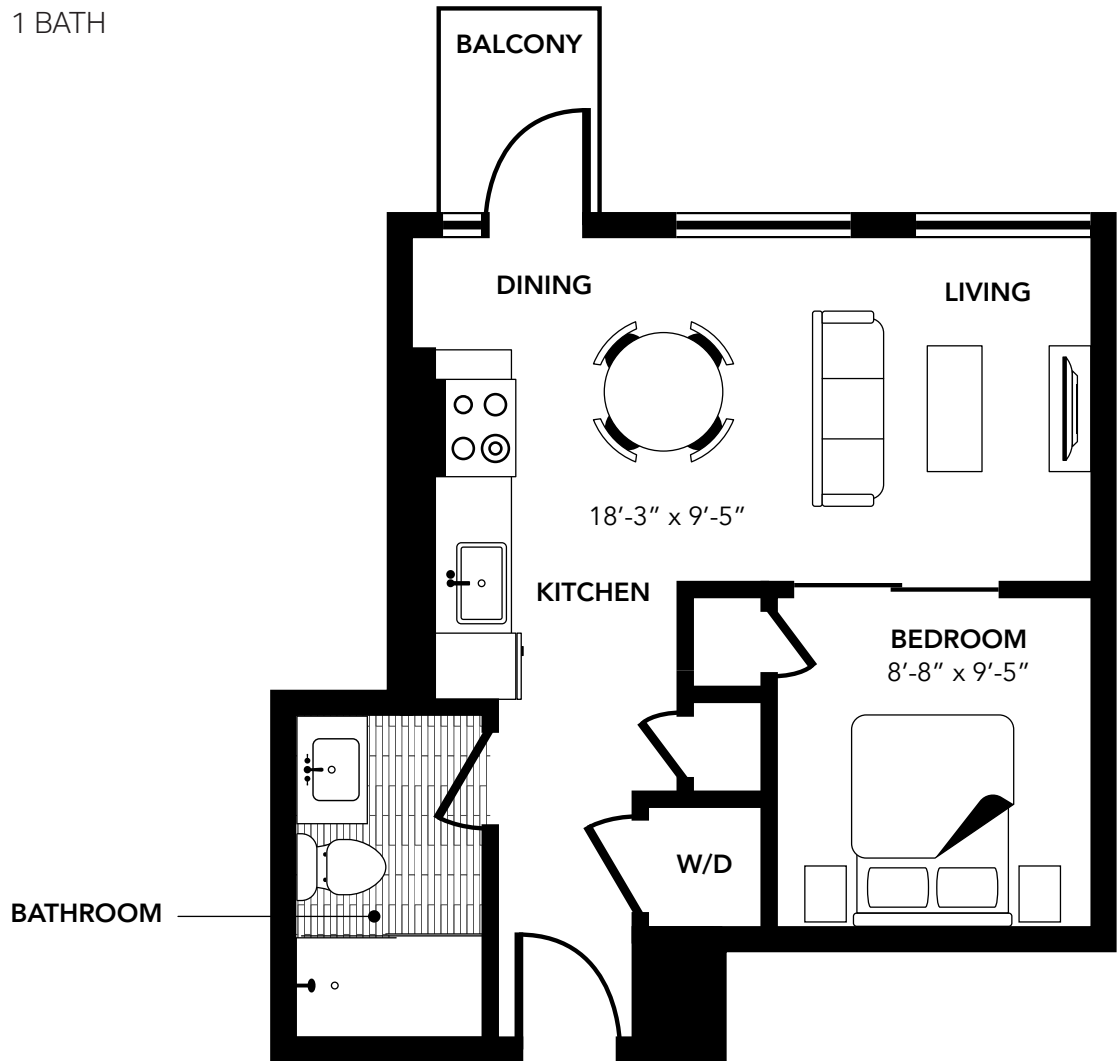 1 BATH
BALCONY
DINING
LIVING
18’-3” x 9’-5”
KITCHEN
BEDROOM
8’-8” x 9’-5”
W/D
BATHROOM